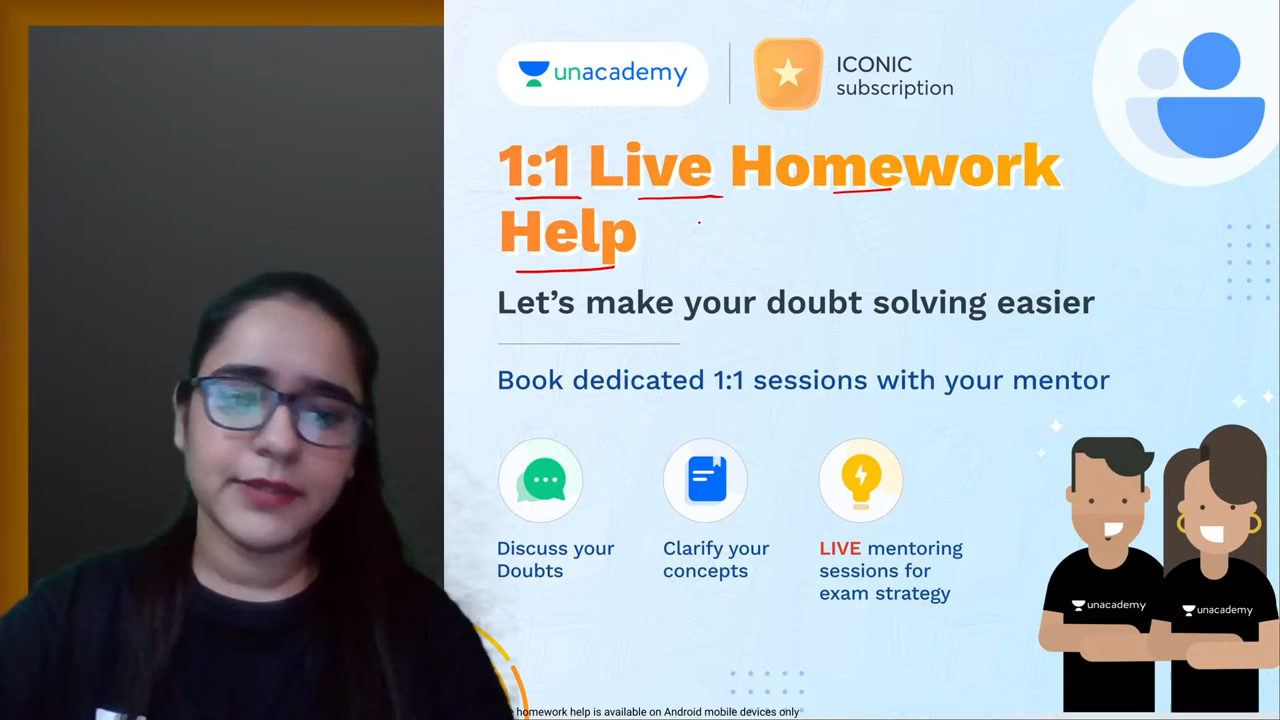 unacademy
ICONIC
subscription
1:1 Live Homework
Help
Let's make your doubt solving easier
Book dedicated 1:1 sessions with your mentor
Discuss your
Doubts
Clarify your
concepts
LIVE mentoring
sessions for
exam strategy
unacademy
unacademy
homework help is available on Android mobile devices only